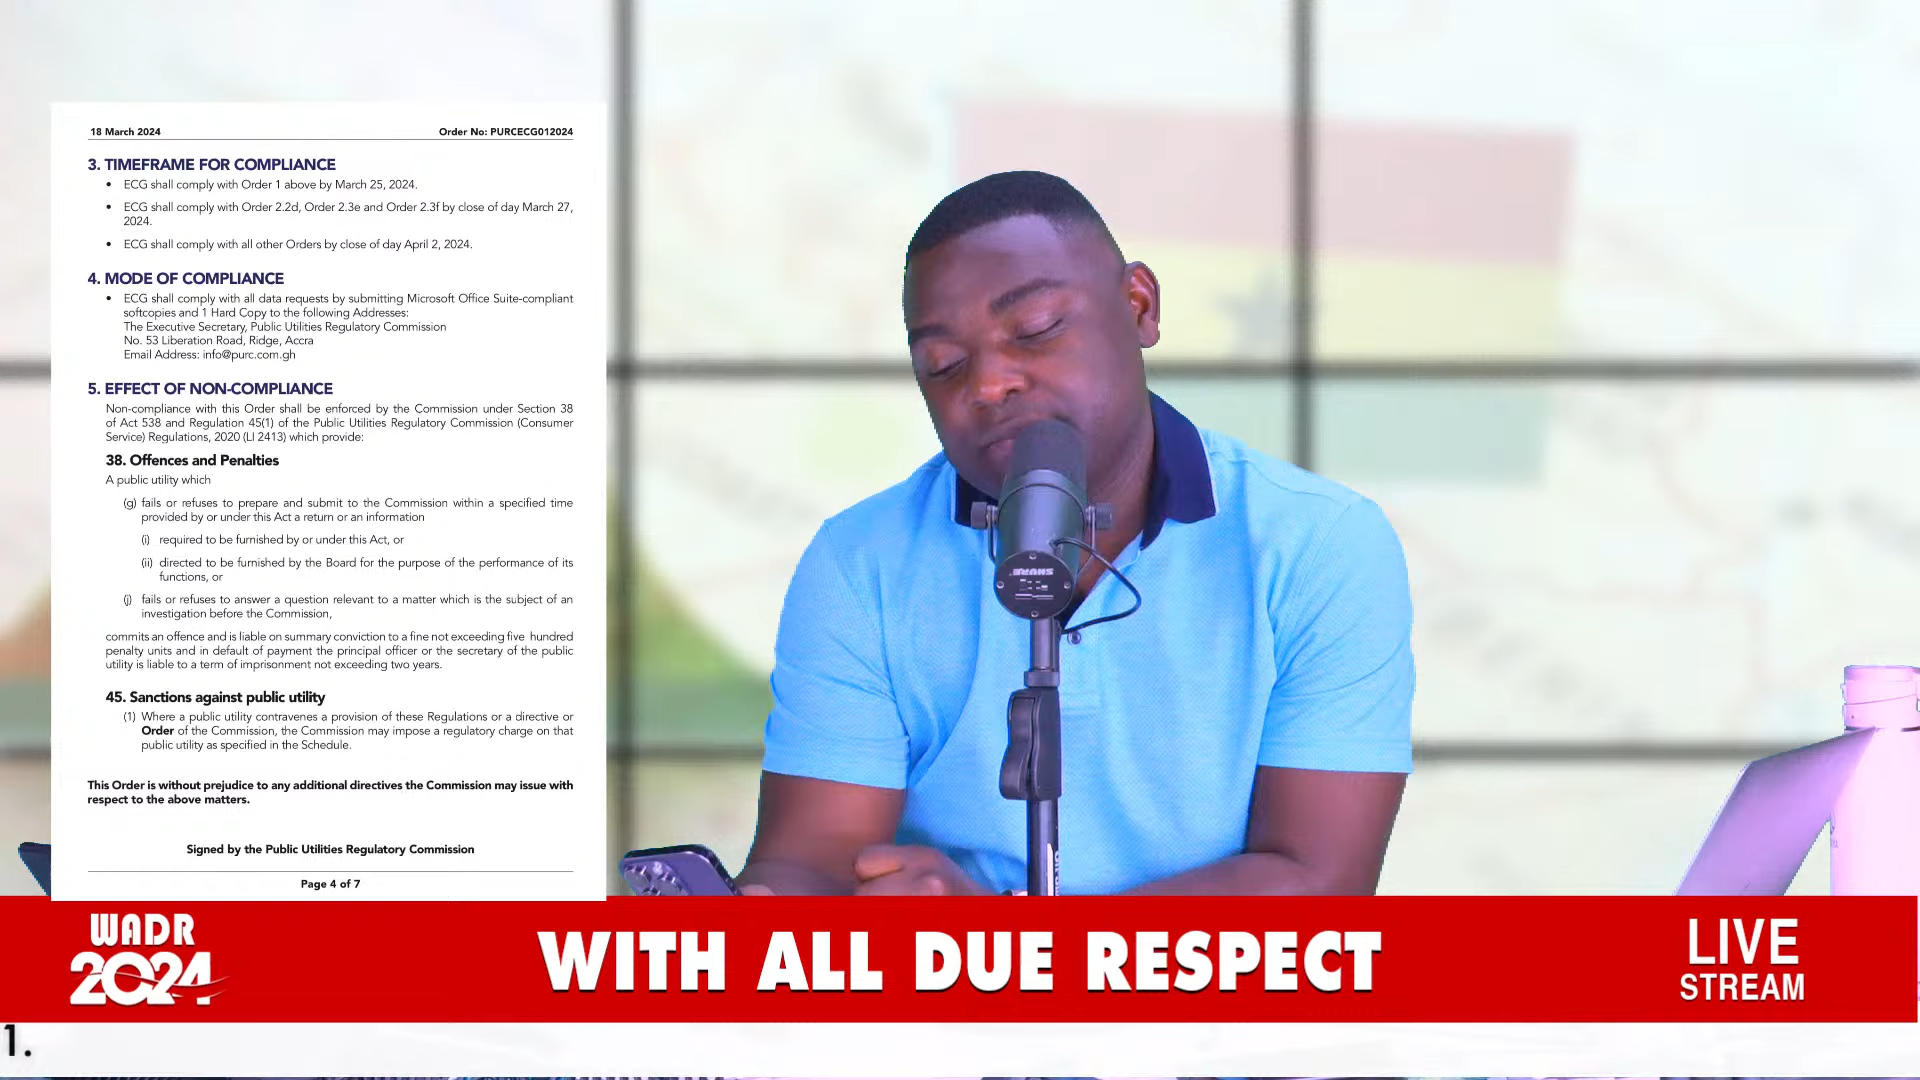 18 March 2024 Order No: PURCECG012024
3. TIMEFRAME FOR COMPLIANCE
• ECG shall comply with Order 1 above by March 25, 2024.
• ECG shall comply with Order 2.2d, Order 2.3e and Order 2.3f by close of day March 27,
2024.
• ECG shall comply with all other Orders by close of day April 2, 2024.
4. MODE OF COMPLIANCE
• ECG shall comply with all data requests by submitting Microsoft Office Suite-compliant
softcopies and 1 Hard Copy to the following Addresses:
The Executive Secretary, Public Utilities Regulatory Commission
No. 53 Liberation Road, Ridge, Accra
Email Address: info@purc.com.gh
5. EFFECT OF NON-COMPLIANCE
Non-compliance with this Order shall be enforced by the Commission under Section 38
of Act 538 and Regulation 45(1) of the Public Utilities Regulatory Commission (Consumer
Service) Regulations, 2020 (LI 2413) which provide:
38. Offences and Penalties
A public utility which
(g) fails or refuses to prepare and submit to the Commission within a specified time
provided by or under this Act a return or an information
(i) required to be furnished by or under this Act, or
(ii) directed to be furnished by the Board for the purpose of the performance of its
functions, or
(j) fails or refuses to answer a question relevant to a matter which is the subject of an
investigation before the Commission,
commits an offence and is liable on summary conviction to a fine not exceeding five hundred
penalty units and in default of payment the principal officer or the secretary of the public
utility is liable to a term of imprisonment not exceeding two years.
45. Sanctions against public utility
(1) Where a public utility contravenes a provision of these Regulations or a directive or
Order of the Commission, the Commission may impose a regulatory charge on that
public utility as specified in the Schedule.
This Order is without prejudice to any additional directives the Commission may issue with
respect to the above matters.
Signed by the Public Utilities Regulatory Commission
Page 4 of 7
SHURE
WADR
2024
WITH ALL DUE RESPECT
LIVE
STREAM
1.